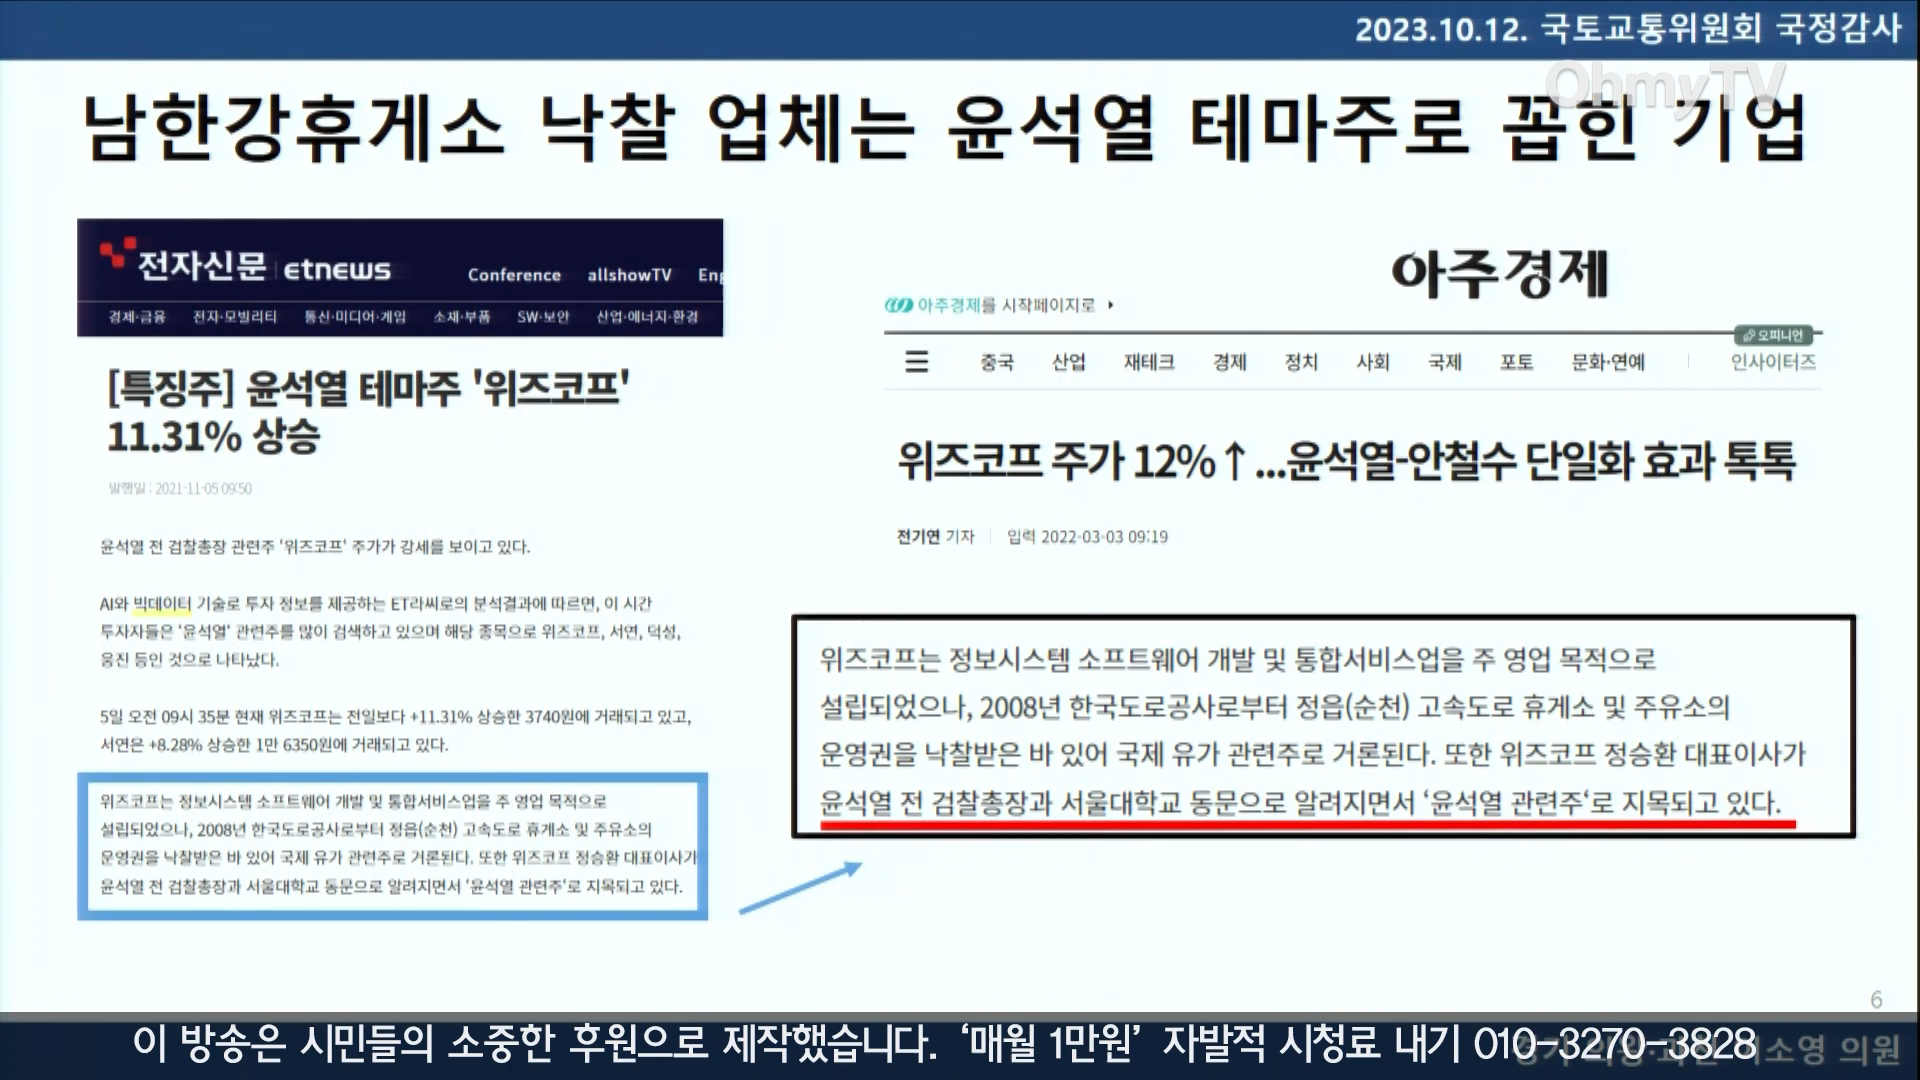 2023.10.12. 국토교통위원회 국정감사
OhmyTV
남한강휴게소 낙찰 업체는 윤석열 테마주로 꼽힌 기업
전자신문 etnews
Conference allshowTV Eng
경제·금융 전자·모빌리티 통신·미디어·게임 소재·부품 SW·보안 산업·에너지·환경
[특징주] 윤석열 테마주 '위즈코프'
11.31% 상승
발행일 : 2021-11-05 09:50
윤석열 전 검찰총장 관련주 '위즈코프' 주가가 강세를 보이고 있다.
AI와 빅데이터 기술로 투자 정보를 제공하는 ET라씨로의 분석결과에 따르면, 이 시간
투자자들은 '윤석열' 관련주를 많이 검색하고 있으며 해당 종목으로 위즈코프, 서연, 덕성,
웅진 등인 것으로 나타났다.
5일 오전 09시 35분 현재 위즈코프는 전일보다 +11.31% 상승한 3740원에 거래되고 있고,
서연은 +8.28% 상승한 1만 6350원에 거래되고 있다.
위즈코프는 정보시스템 소프트웨어 개발 및 통합서비스업을 주 영업 목적으로
설립되었으나, 2008년 한국도로공사로부터 정읍(순천) 고속도로 휴게소 및 주유소의
운영권을 낙찰받은 바 있어 국제 유가 관련주로 거론된다. 또한 위즈코프 정승환 대표이사가
윤석열 전 검찰총장과 서울대학교 동문으로 알려지면서 '윤석열 관련주'로 지목되고 있다.
아주경제
아주경제를 시작페이지로
오피니언
중국 산업 재테크 경제 정치 사회 국제 포토 문화·연예 인사이터즈
위즈코프 주가 12%↑...윤석열-안철수 단일화 효과 톡톡
전기연 기자 입력 2022-03-03 09:19
위즈코프는 정보시스템 소프트웨어 개발 및 통합서비스업을 주 영업 목적으로
설립되었으나, 2008년 한국도로공사로부터 정읍(순천) 고속도로 휴게소 및 주유소의
운영권을 낙찰받은 바 있어 국제 유가 관련주로 거론된다. 또한 위즈코프 정승환 대표이사가
윤석열 전 검찰총장과 서울대학교 동문으로 알려지면서 '윤석열 관련주'로 지목되고 있다.
6
이 방송은 시민들의 소중한 후원으로 제작했습니다. '매월 1만원' 자발적 시청료 내기 010-3270-3828
이소영 의원